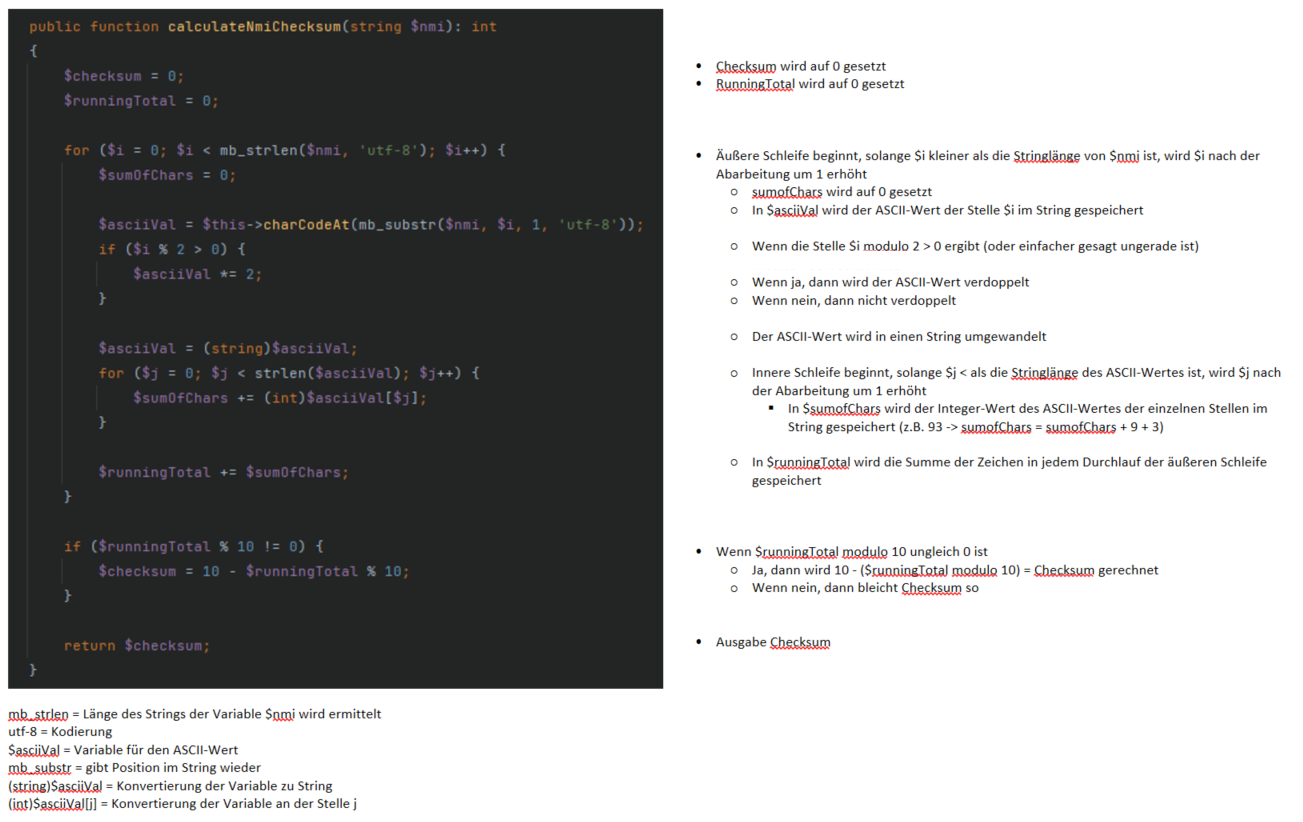 public function calculateNmiChecksum(string $nmi): int
{
$checksum = 0;
$runningTotal = 0;
for ($i = 0; $i < mb_strlen($nmi, 'utf-8'); $i++) {
$sumOfChars = 0;
$asciiVal = $this->charCodeAt(mb_substr($nmi, $i, 1, 'utf-8'));
if ($i % 2 > 0) {
$asciiVal *= 2;
}
$asciiVal = (string)$asciiVal;
for ($j = 0; $j < strlen($asciiVal); $j++) {
$sumOfChars += (int)$asciiVal[$j];
}
$runningTotal += $sumOfChars;
}
if ($runningTotal % 10 != 0) {
$checksum = 10 - $runningTotal % 10;
}
return $checksum;
}
• Checksum wird auf 0 gesetzt
• RunningTotal wird auf 0 gesetzt
• Äußere Schleife beginnt, solange $i kleiner als die Stringlänge von $nmi ist, wird $i nach der
Abarbeitung um 1 erhöht
o sumofChars wird auf 0 gesetzt
o In $asciiVal wird der ASCII-Wert der Stelle $i im String gespeichert
o Wenn die Stelle $i modulo 2 > 0 ergibt (oder einfacher gesagt ungerade ist)
o Wenn ja, dann wird der ASCII-Wert verdoppelt
o Wenn nein, dann nicht verdoppelt
o Der ASCII-Wert wird in einen String umgewandelt
o Innere Schleife beginnt, solange $j < als die Stringlänge des ASCII-Wertes ist, wird $j nach
der Abarbeitung um 1 erhöht
▪ In $sumofChars wird der Integer-Wert des ASCII-Wertes der einzelnen Stellen im
String gespeichert (z.B. 93 -> sumofChars = sumofChars + 9 + 3)
o In $runningTotal wird die Summe der Zeichen in jedem Durchlauf der äußeren Schleife
gespeichert
• Wenn $runningTotal modulo 10 ungleich 0 ist
o Ja, dann wird 10 - ($runningTotal modulo 10) = Checksum gerechnet
o Wenn nein, dann bleicht Checksum so
• Ausgabe Checksum
mb_strlen = Länge des Strings der Variable $nmi wird ermittelt
utf-8 = Kodierung
$asciiVal = Variable für den ASCII-Wert
mb_substr = gibt Position im String wieder
(string)$asciiVal = Konvertierung der Variable zu String
(int)$asciiVal[j] = Konvertierung der Variable an der Stelle j